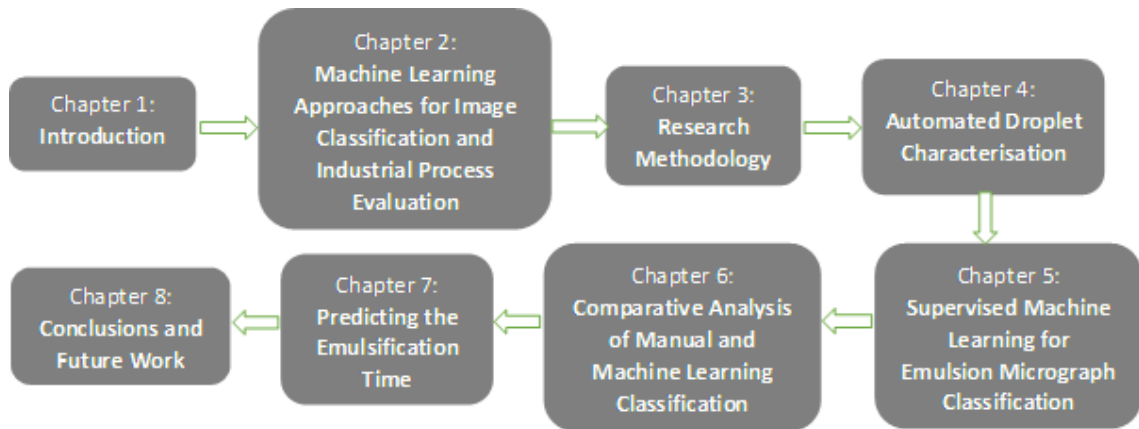 Chapter 1:
Introduction
Chapter 2:
Machine Learning
Approaches for Image
Classification and
Industrial Process
Evaluation
Chapter 3:
Research
Methodology
Chapter 4:
Automated Droplet
Characterisation
Chapter 5:
Supervised Machine
Learning for
Emulsion Micrograph
Classification
Chapter 6:
Comparative Analysis
of Manual and
Machine Learning
Classification
Chapter 7:
Predicting the
Emulsification
Time
Chapter 8:
Conclusions and
Future Work